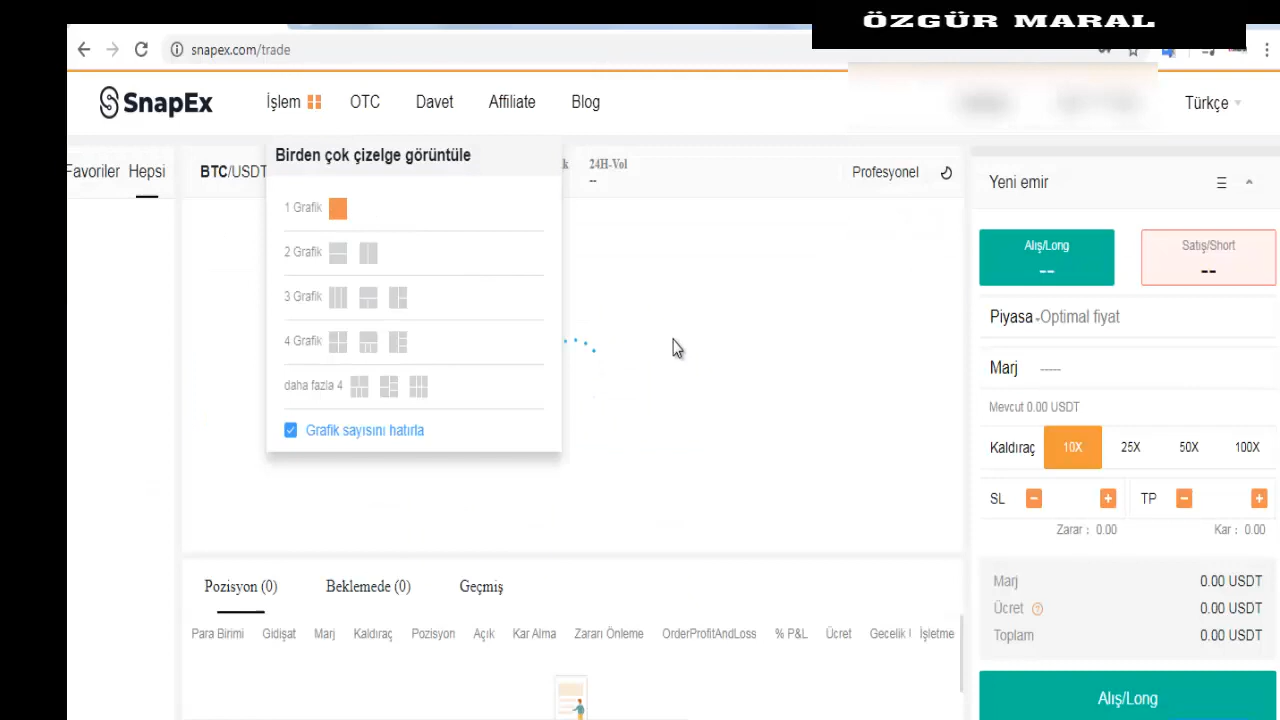 ÖZGÜR MARAL
snapex.com/trade
SnapEx
İşlem
OTC
Davet
Affiliate
Blog
Türkçe
Favoriler Hepsi
BTC/USDT
Birden çok çizelge görüntüle
24H-Vol
--
Profesyonel
1 Grafik
2 Grafik
3 Grafik
4 Grafik
daha fazla 4
Grafik sayısını hatırla
Yeni emir
Alış/Long
--
Satış/Short
--
Piyasa Optimal fiyat
Marj -----
Mevcut 0.00 USDT
Kaldıraç 10X 25X 50X 100X
SL - + TP - +
Zarar : 0.00 Kar : 0.00
Marj 0.00 USDT
Ücret ? 0.00 USDT
Toplam 0.00 USDT
Alış/Long
Pozisyon (0) Beklemede (0) Geçmiş
Para Birimi Gidişat Marj Kaldıraç Pozisyon Açık Kar Alma Zararı Önleme OrderProfitAndLoss % P&L Ücret Gecelik İşletme